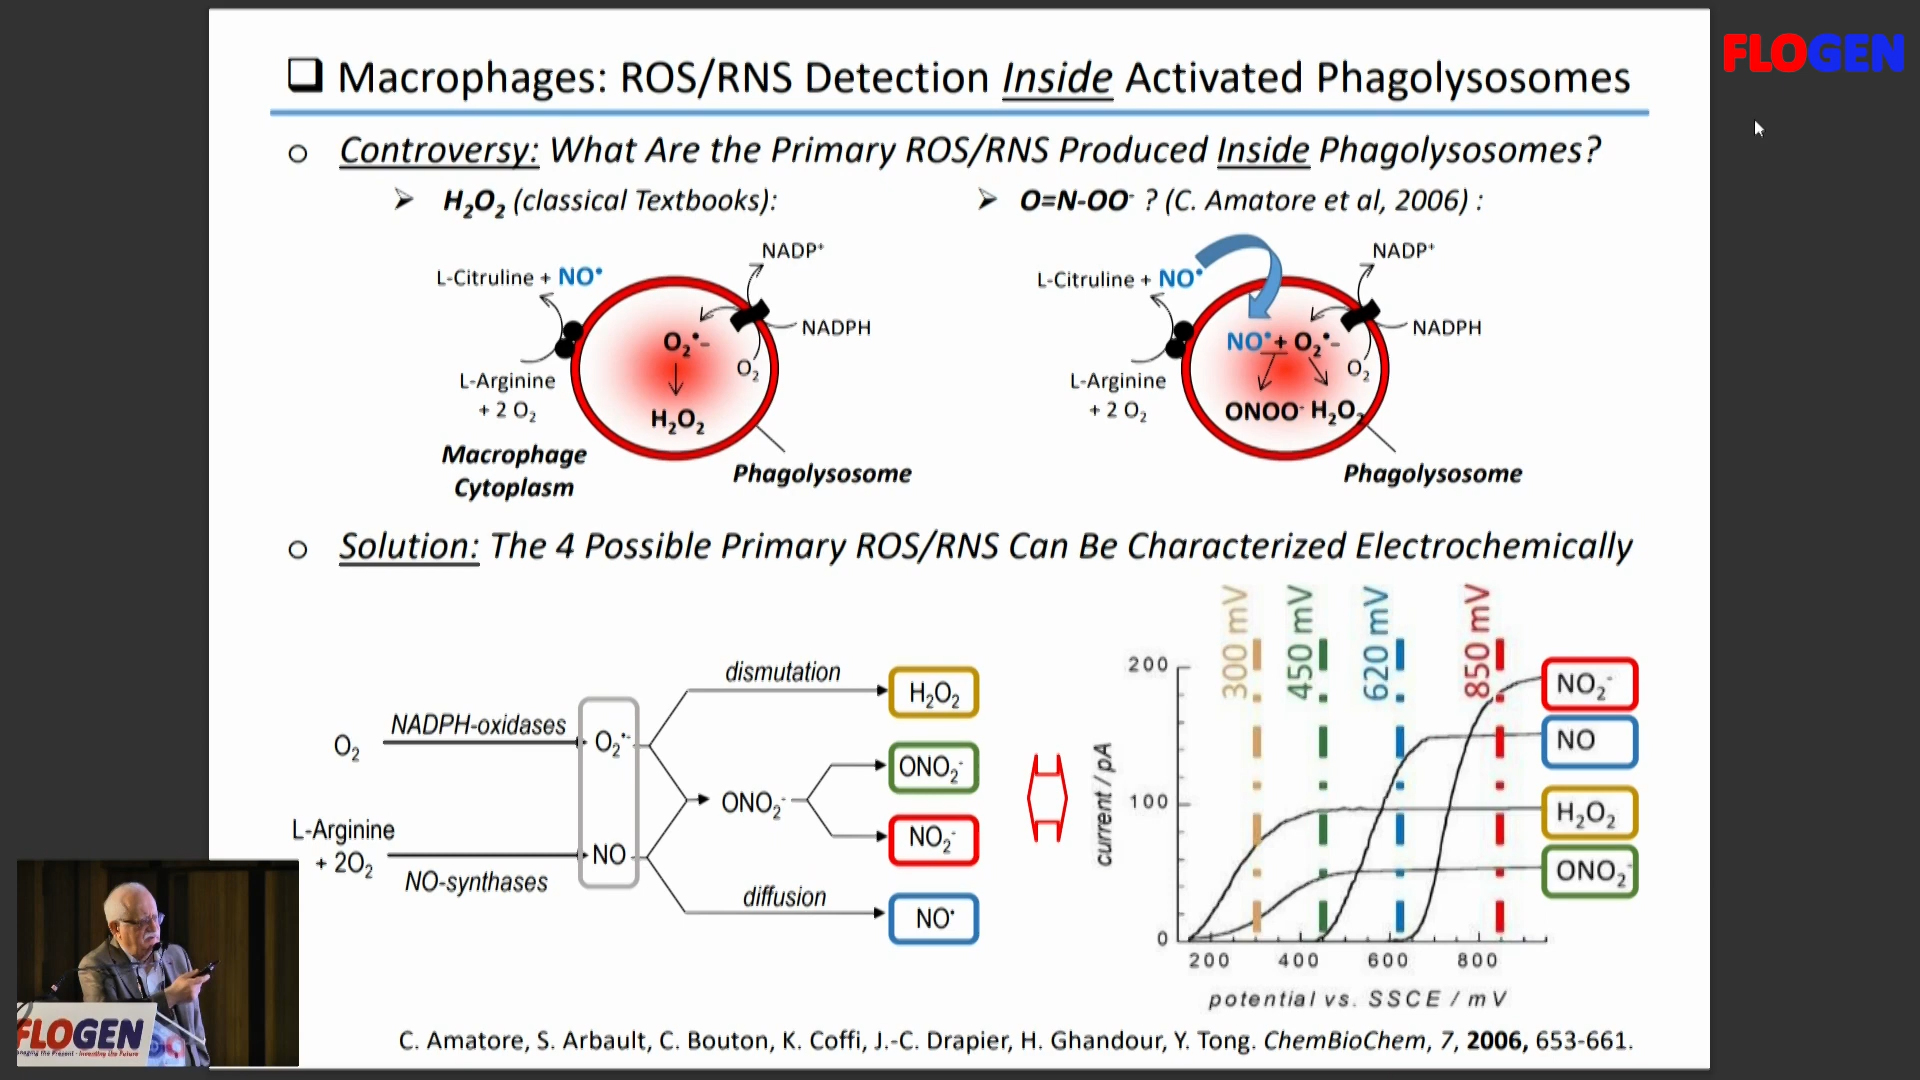 FLOGEN
❑ Macrophages: ROS/RNS Detection Inside Activated Phagolysosomes
o Controversy: What Are the Primary ROS/RNS Produced Inside Phagolysosomes?
➢ H₂O₂ (classical Textbooks):
➢ O=N-OO⁻ ? (C. Amatore et al, 2006) :
NADP⁺
L-Citruline + NO•
NADPH
O₂•-
O₂
H₂O₂
L-Arginine
+ 2 O₂
Macrophage
Cytoplasm
Phagolysosome
NADP⁺
L-Citruline + NO•
NADPH
NO• + O₂•-
O₂
ONOO⁻ H₂O₂
L-Arginine
+ 2 O₂
Phagolysosome
o Solution: The 4 Possible Primary ROS/RNS Can Be Characterized Electrochemically
dismutation
H₂O₂
NADPH-oxidases
O₂
O₂•⁻
ONO₂⁻
ONO₂⁻
NO₂⁻
L-Arginine
+ 2O₂
NO
NO-synthases
diffusion
NO•
300 mV
450 mV
620 mV
850 mV
200
100
0
current / pA
200 400 600 800
potential vs. SSCE / mV
NO₂⁻
NO
H₂O₂
ONO₂⁻
C. Amatore, S. Arbault, C. Bouton, K. Coffi, J.-C. Drapier, H. Ghandour, Y. Tong. ChemBioChem, 7, 2006, 653-661.
FLOGEN